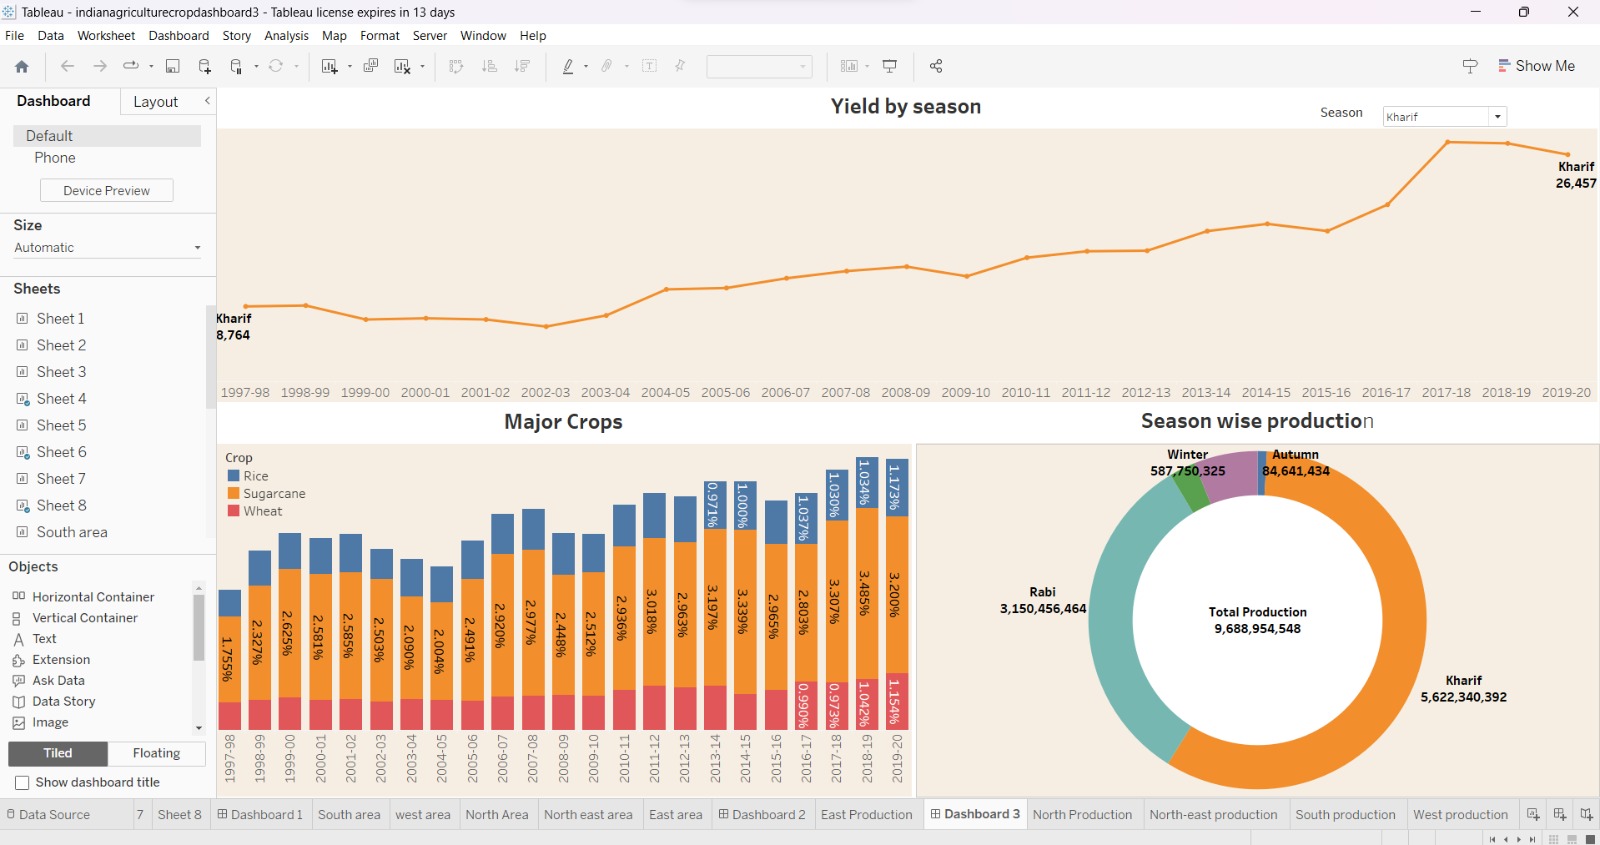 Tableau - indianagriculturecropdashboard3 - Tableau license expires in 13 days
File Data Worksheet Dashboard Story Analysis Map Format Server Window Help
Show Me
Dashboard Layout
Default
Phone
Device Preview
Size
Automatic
Sheets
Sheet 1
Sheet 2
Sheet 3
Sheet 4
Sheet 5
Sheet 6
Sheet 7
Sheet 8
South area
Objects
Horizontal Container
Vertical Container
Text
Extension
Ask Data
Data Story
Image
Tiled Floating
Show dashboard title
Yield by season
Season Kharif
Kharif
26,457
Kharif
8,764
1997-98 1998-99 1999-00 2000-01 2001-02 2002-03 2003-04 2004-05 2005-06 2006-07 2007-08 2008-09 2009-10 2010-11 2011-12 2012-13 2013-14 2014-15 2015-16 2016-17 2017-18 2018-19 2019-20
Major Crops
Crop
Rice
Sugarcane
Wheat
0.971% 1.000% 1.037% 1.030% 1.034% 1.173%
1.755% 2.327% 2.625% 2.581% 2.585% 2.503% 2.090% 2.004% 2.491% 2.920% 2.977% 2.448% 2.512% 2.936% 3.018% 2.963% 3.197% 3.339% 2.965% 2.803% 3.307% 3.485% 3.200%
0.990% 0.973% 1.042% 1.154%
1997-98 1998-99 1999-00 2000-01 2001-02 2002-03 2003-04 2004-05 2005-06 2006-07 2007-08 2008-09 2009-10 2010-11 2011-12 2012-13 2013-14 2014-15 2015-16 2016-17 2017-18 2018-19 2019-20
Season wise production
Winter
587,750,325
Autumn
84,641,434
Rabi
3,150,456,464
Total Production
9,688,954,548
Kharif
5,622,340,392
Data Source 7 Sheet 8 Dashboard 1 South area west area North Area North east area East area Dashboard 2 East Production Dashboard 3 North Production North-east production South production West production